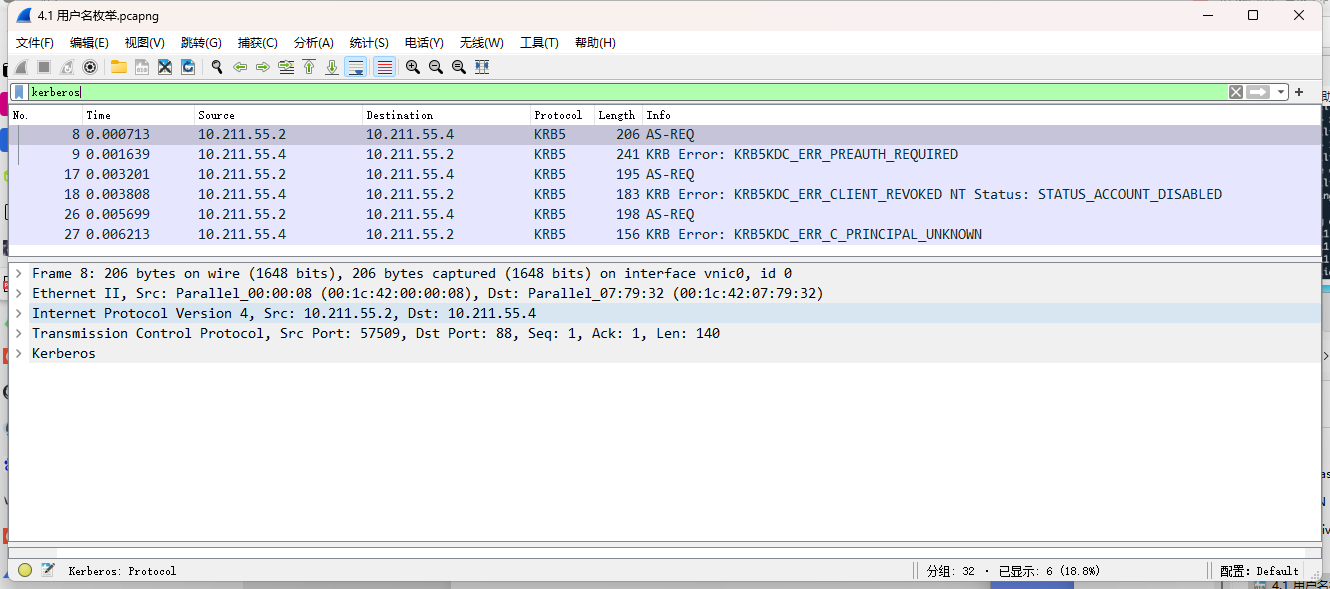 4.1 用户名枚举.pcapng
文件(F) 编辑(E) 视图(V) 跳转(G) 捕获(C) 分析(A) 统计(S) 电话(Y) 无线(W) 工具(T) 帮助(H)
kerberos
No. Time Source Destination Protocol Length Info
8 0.000713 10.211.55.2 10.211.55.4 KRB5 206 AS-REQ
9 0.001639 10.211.55.4 10.211.55.2 KRB5 241 KRB Error: KRB5KDC_ERR_PREAUTH_REQUIRED
17 0.003201 10.211.55.2 10.211.55.4 KRB5 195 AS-REQ
18 0.003808 10.211.55.4 10.211.55.2 KRB5 183 KRB Error: KRB5KDC_ERR_CLIENT_REVOKED NT Status: STATUS_ACCOUNT_DISABLED
26 0.005699 10.211.55.2 10.211.55.4 KRB5 198 AS-REQ
27 0.006213 10.211.55.4 10.211.55.2 KRB5 156 KRB Error: KRB5KDC_ERR_C_PRINCIPAL_UNKNOWN
Frame 8: 206 bytes on wire (1648 bits), 206 bytes captured (1648 bits) on interface vnic0, id 0
Ethernet II, Src: Parallel_00:00:08 (00:1c:42:00:00:08), Dst: Parallel_07:79:32 (00:1c:42:07:79:32)
Internet Protocol Version 4, Src: 10.211.55.2, Dst: 10.211.55.4
Transmission Control Protocol, Src Port: 57509, Dst Port: 88, Seq: 1, Ack: 1, Len: 140
Kerberos
Kerberos: Protocol 分组: 32 · 已显示: 6 (18.8%) 配置: Default
4.1 用户名